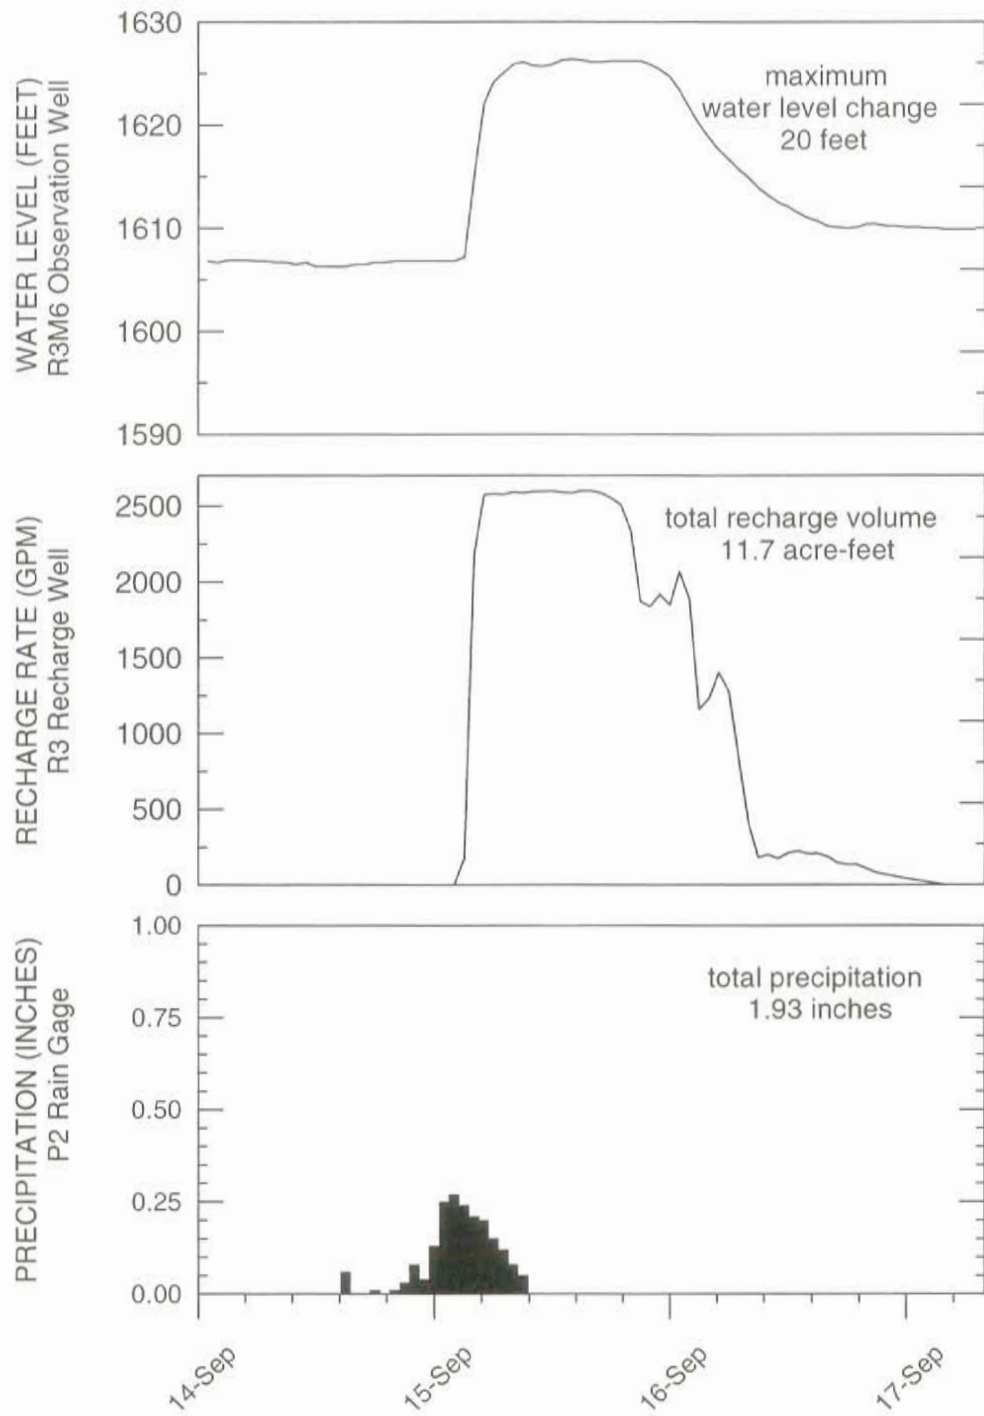 WATER LEVEL (FEET)
R3M6 Observation Well
1630
1620
1610
1600
1590
maximum
water level change
20 feet
RECHARGE RATE (GPM)
R3 Recharge Well
2500
2000
1500
1000
500
0
total recharge volume
11.7 acre-feet
PRECIPITATION (INCHES)
P2 Rain Gage
1.00
0.75
0.50
0.25
0.00
total precipitation
1.93 inches
14-Sep
15-Sep
16-Sep
17-Sep